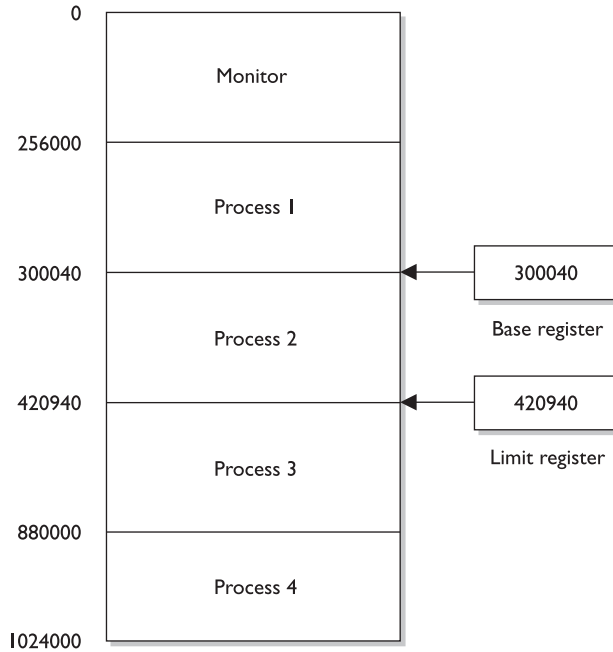 0
Monitor
256000
Process 1
300040
300040
Base register
Process 2
420940
420940
Limit register
Process 3
880000
Process 4
1024000